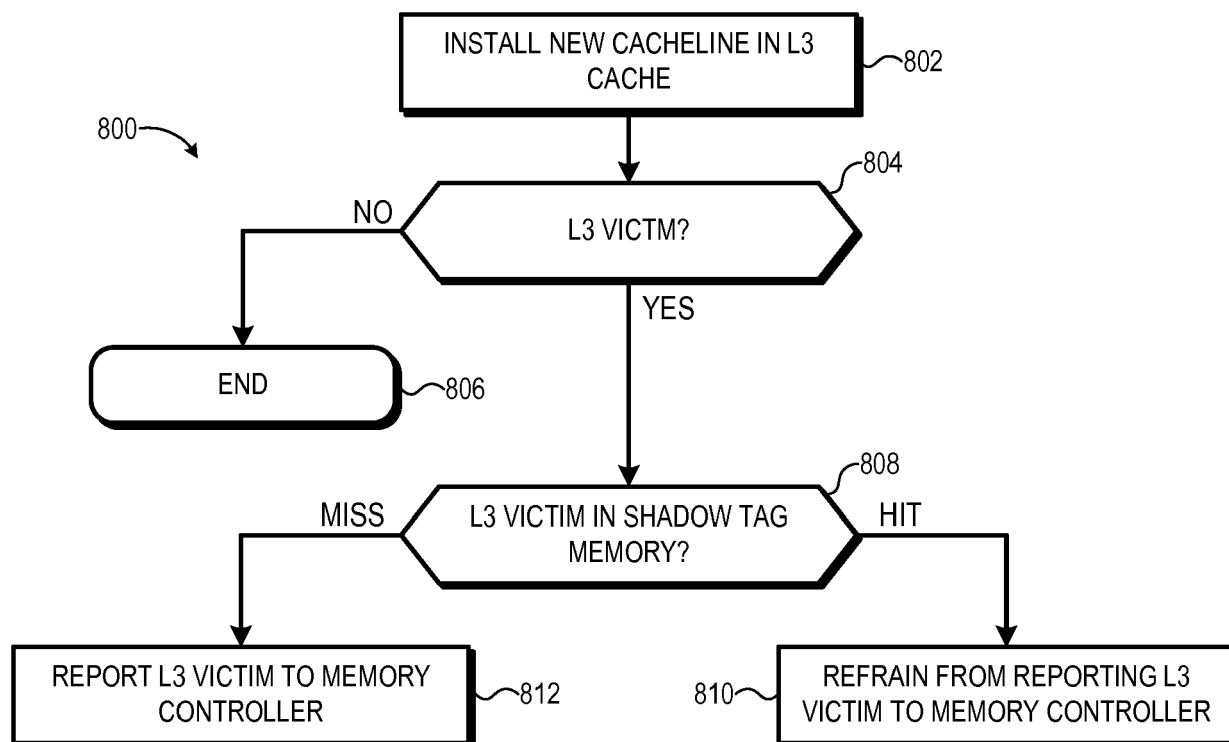 INSTALL NEW CACHELINE IN L3
CACHE
802
800
804
NO
L3 VICTM?
YES
END
806
808
MISS
L3 VICTIM IN SHADOW TAG
MEMORY?
HIT
REPORT L3 VICTIM TO MEMORY
CONTROLLER
812
810
REFRAIN FROM REPORTING L3
VICTIM TO MEMORY CONTROLLER